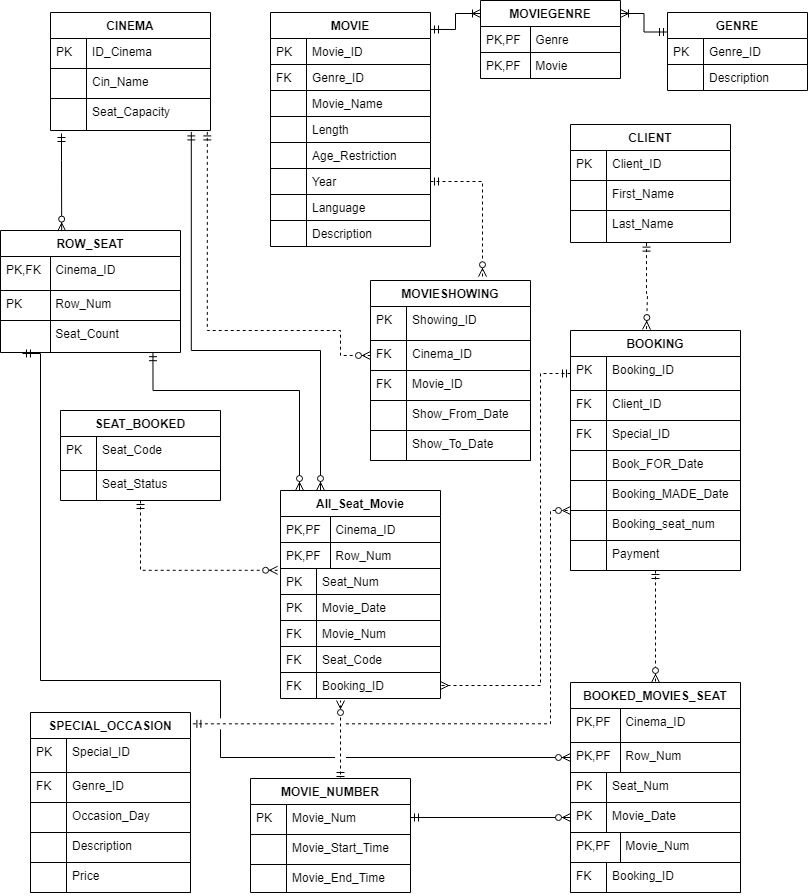 CINEMA
PK ID_Cinema
Cin_Name
Seat_Capacity
MOVIE
PK Movie_ID
FK Genre_ID
Movie_Name
Length
Age_Restriction
Year
Language
Description
MOVIEGENRE
PK,PF Genre
PK,PF Movie
GENRE
PK Genre_ID
Description
CLIENT
PK Client_ID
First_Name
Last_Name
ROW_SEAT
PK,FK Cinema_ID
PK Row_Num
Seat_Count
MOVIESHOWING
PK Showing_ID
FK Cinema_ID
FK Movie_ID
Show_From_Date
Show_To_Date
BOOKING
PK Booking_ID
FK Client_ID
FK Special_ID
Book_FOR_Date
Booking_MADE_Date
Booking_seat_num
Payment
SEAT_BOOKED
PK Seat_Code
Seat_Status
All_Seat_Movie
PK,PF Cinema_ID
PK,PF Row_Num
PK Seat_Num
PK Movie_Date
FK Movie_Num
FK Seat_Code
FK Booking_ID
SPECIAL_OCCASION
PK Special_ID
FK Genre_ID
Occasion_Day
Description
Price
MOVIE_NUMBER
PK Movie_Num
Movie_Start_Time
Movie_End_Time
BOOKED_MOVIES_SEAT
PK,PF Cinema_ID
PK,PF Row_Num
PK Seat_Num
PK Movie_Date
PK,PF Movie_Num
FK Booking_ID